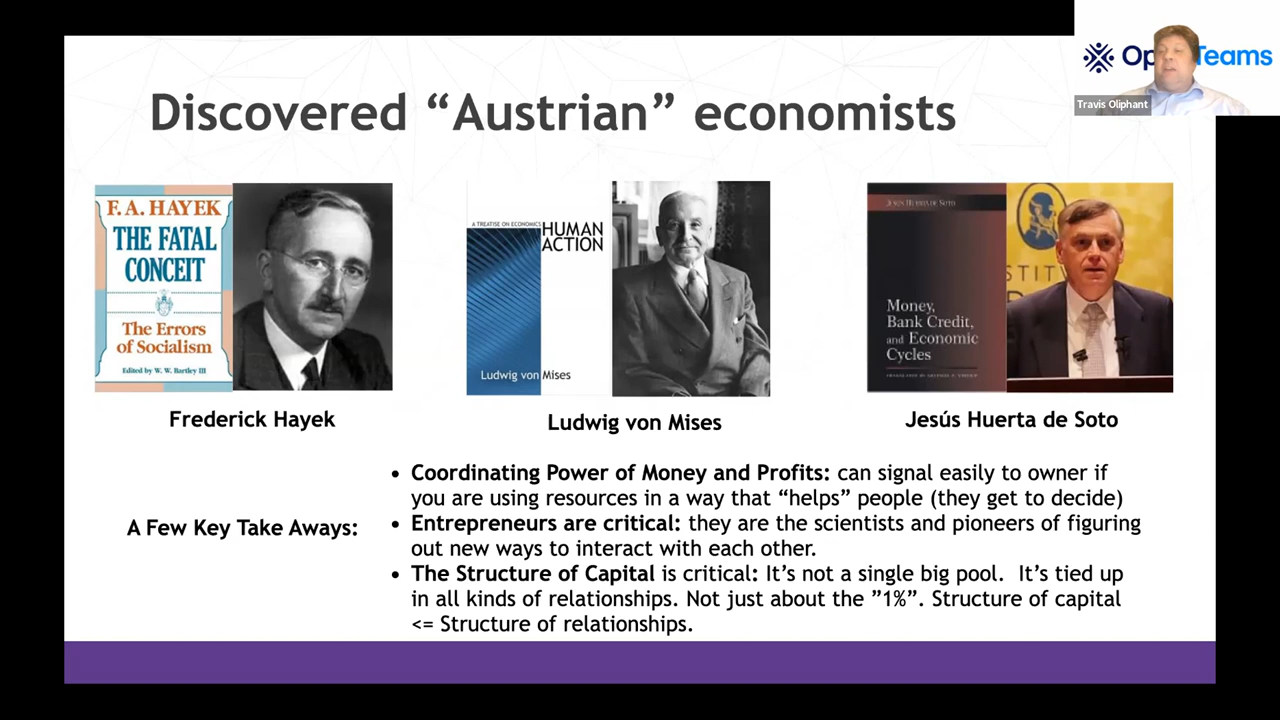 Op Teams
Travis Oliphant
Discovered “Austrian” economists
F. A. HAYEK
THE FATAL
CONCEIT
The Errors
of Socialism
Edited by W. W. Bartley III
A TREATISE ON ECONOMICS
HUMAN
ACTION
Ludwig von Mises
JESÚS HUERTA DE SOTO
Money,
Bank Credit,
and Economic
Cycles
STIT
Frederick Hayek
Ludwig von Mises
Jesús Huerta de Soto
A Few Key Take Aways:
• Coordinating Power of Money and Profits: can signal easily to owner if
you are using resources in a way that “helps” people (they get to decide)
• Entrepreneurs are critical: they are the scientists and pioneers of figuring
out new ways to interact with each other.
• The Structure of Capital is critical: It’s not a single big pool.  It’s tied up
in all kinds of relationships. Not just about the ”1%”. Structure of capital
<= Structure of relationships.